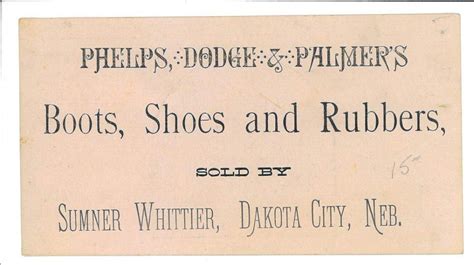 PHELPS, DODGE & PALMER'S
Boots, Shoes and Rubbers,
SOLD BY
15
SUMNER WHITTIER, DAKOTA CITY, NEB.